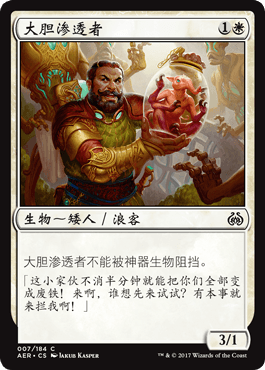 大胆渗透者 1
生物～矮人／浪客
大胆渗透者不能被神器生物阻挡。
「这小家伙不消半分钟就能把你们全部变
成废铁！来啊，谁想先来试试？有本事就
来拦我啊！」
3/1
007/184 C
AER • CS Jakub Kasper
™ & © 2017 Wizards of the Coast